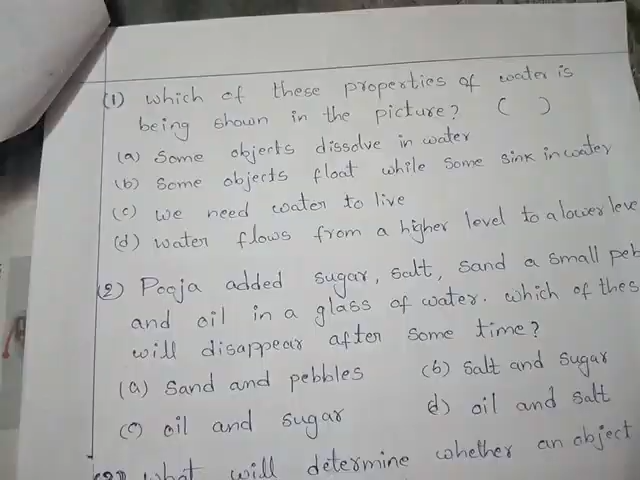 (1) which of these properties of water is
being shown in the picture? ( )
(a) some objects dissolve in water
(b) some objects float while some sink in water
(c) we need water to live
(d) water flows from a higher level to a lower leve
(2) Pooja added sugar, salt, sand a small peb
and oil in a glass of water. which of thes
will disappear after some time?
(a) sand and pebbles (b) salt and sugar
(c) oil and sugar d) oil and salt
(3) what will determine whether an object